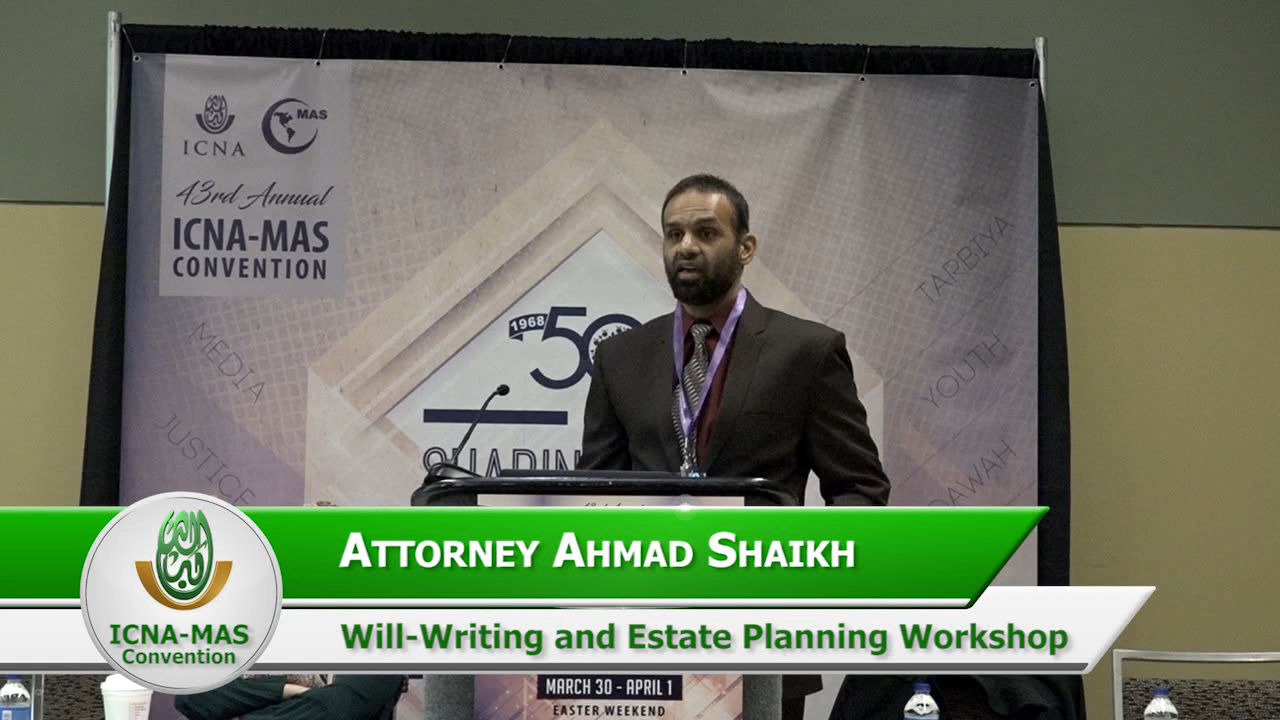 ICNA
MAS
43rd Annual
ICNA-MAS
CONVENTION
1968
50
MEDIA
JUSTICE
TARBIYA
YOUTH
DAWAH
ATTORNEY AHMAD SHAIKH
ICNA-MAS
Convention
Will-Writing and Estate Planning Workshop
MARCH 30 - APRIL 1
EASTER WEEKEND